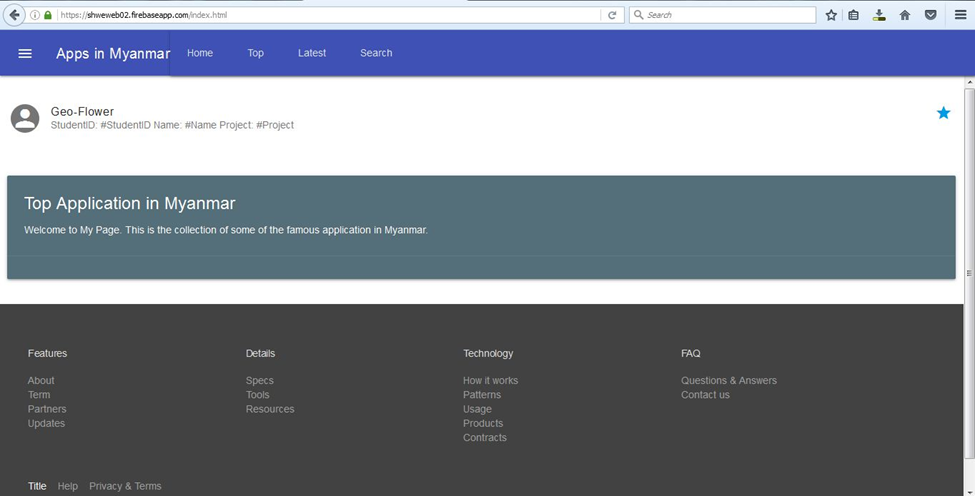 https://shweweb02.firebaseapp.com/index.html
Search
Apps in Myanmar
Home
Top
Latest
Search
Geo-Flower
StudentID: #StudentID Name: #Name Project: #Project
Top Application in Myanmar
Welcome to My Page. This is the collection of some of the famous application in Myanmar.
Features
About
Term
Partners
Updates
Details
Specs
Tools
Resources
Technology
How it works
Patterns
Usage
Products
Contracts
FAQ
Questions & Answers
Contact us
Title
Help
Privacy & Terms